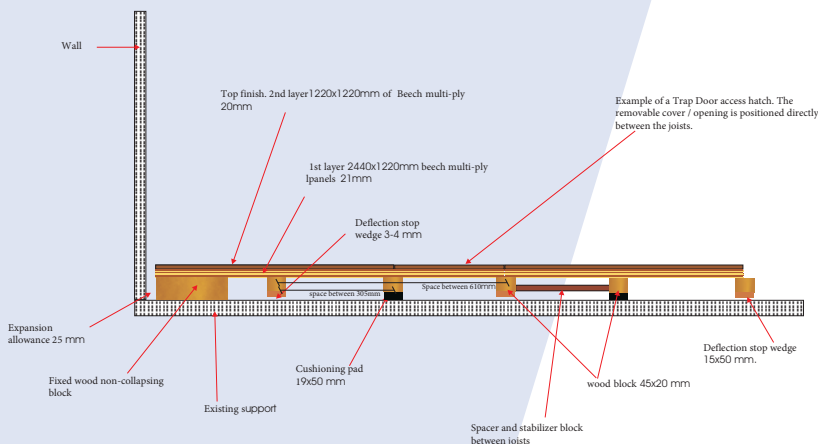 Wall
Top finish. 2nd layer1220x1220mm of  Beech multi-ply
20mm
Example of a Trap Door access hatch. The
removable cover / opening is positioned directly
between the joists.
1st layer 2440x1220mm beech multi-ply
lpanels 21mm
Deflection stop
wedge 3-4 mm
space between 305mm
Space between 610mm
Expansion
allowance 25 mm
Fixed wood non-collapsing
block
Existing support
Cushioning pad
19x50 mm
wood block 45x20 mm
Deflection stop wedge
15x50 mm.
Spacer and stabilizer block
between joists